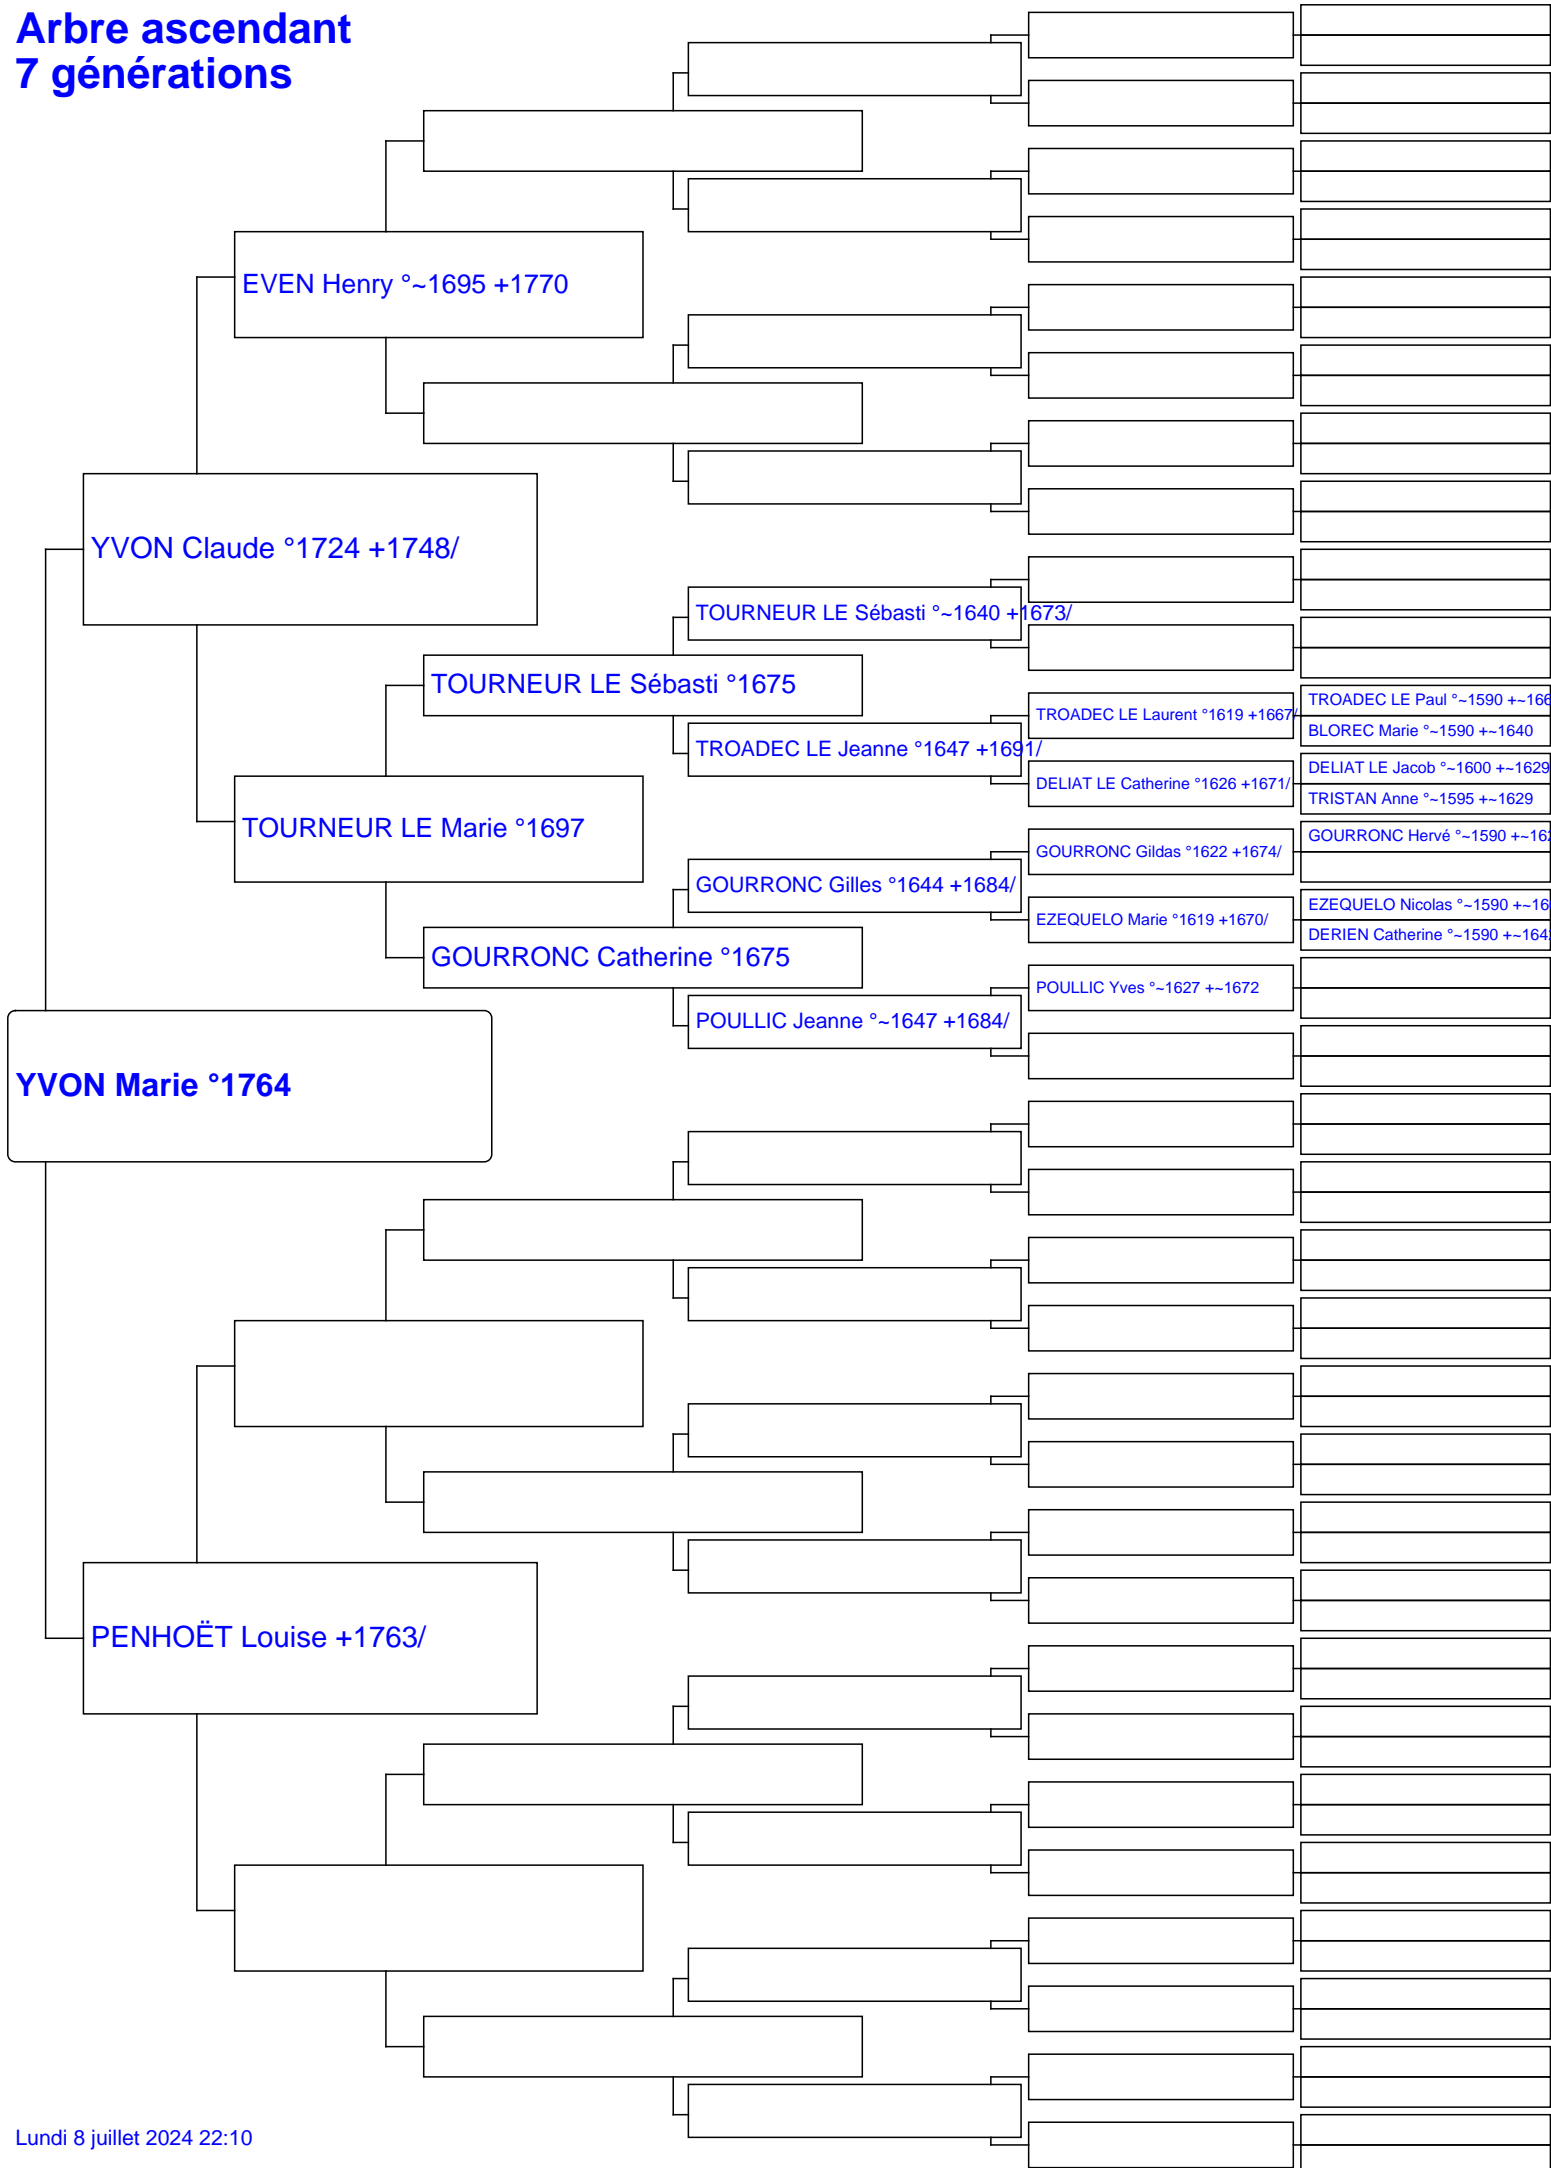 Arbre ascendant
7 générations
EVEN Henry °~1695 +1770
YVON Claude °1724 +1748/
TOURNEUR LE Sébasti °~1640 +1673/
TOURNEUR LE Sébasti °1675
TROADEC LE Paul °~1590 +~166
TROADEC LE Laurent °1619 +1667/
BLOREC Marie °~1590 +~1640
TROADEC LE Jeanne °1647 +1691/
DELIAT LE Jacob °~1600 +~1629
DELIAT LE Catherine °1626 +1671/
TRISTAN Anne °~1595 +~1629
TOURNEUR LE Marie °1697
GOURRONC Hervé °~1590 +~162
GOURRONC Gildas °1622 +1674/
GOURRONC Gilles °1644 +1684/
EZEQUELO Nicolas °~1590 +~16
EZEQUELO Marie °1619 +1670/
DERIEN Catherine °~1590 +~164
GOURRONC Catherine °1675
POULLIC Yves °~1627 +~1672
POULLIC Jeanne °~1647 +1684/
YVON Marie °1764
PENHOËT Louise +1763/
Lundi 8 juillet 2024 22:10